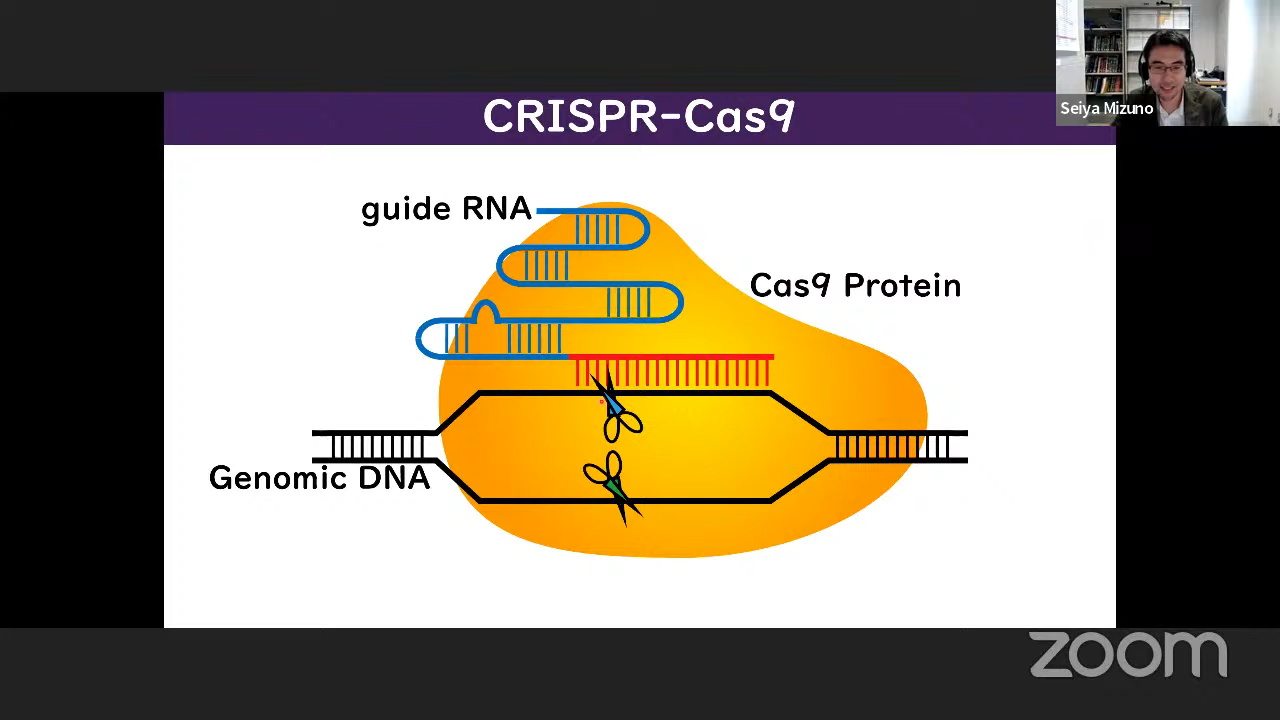 CRISPR-Cas9
Seiya Mizuno
guide RNA
Cas9 Protein
Genomic DNA
zoom